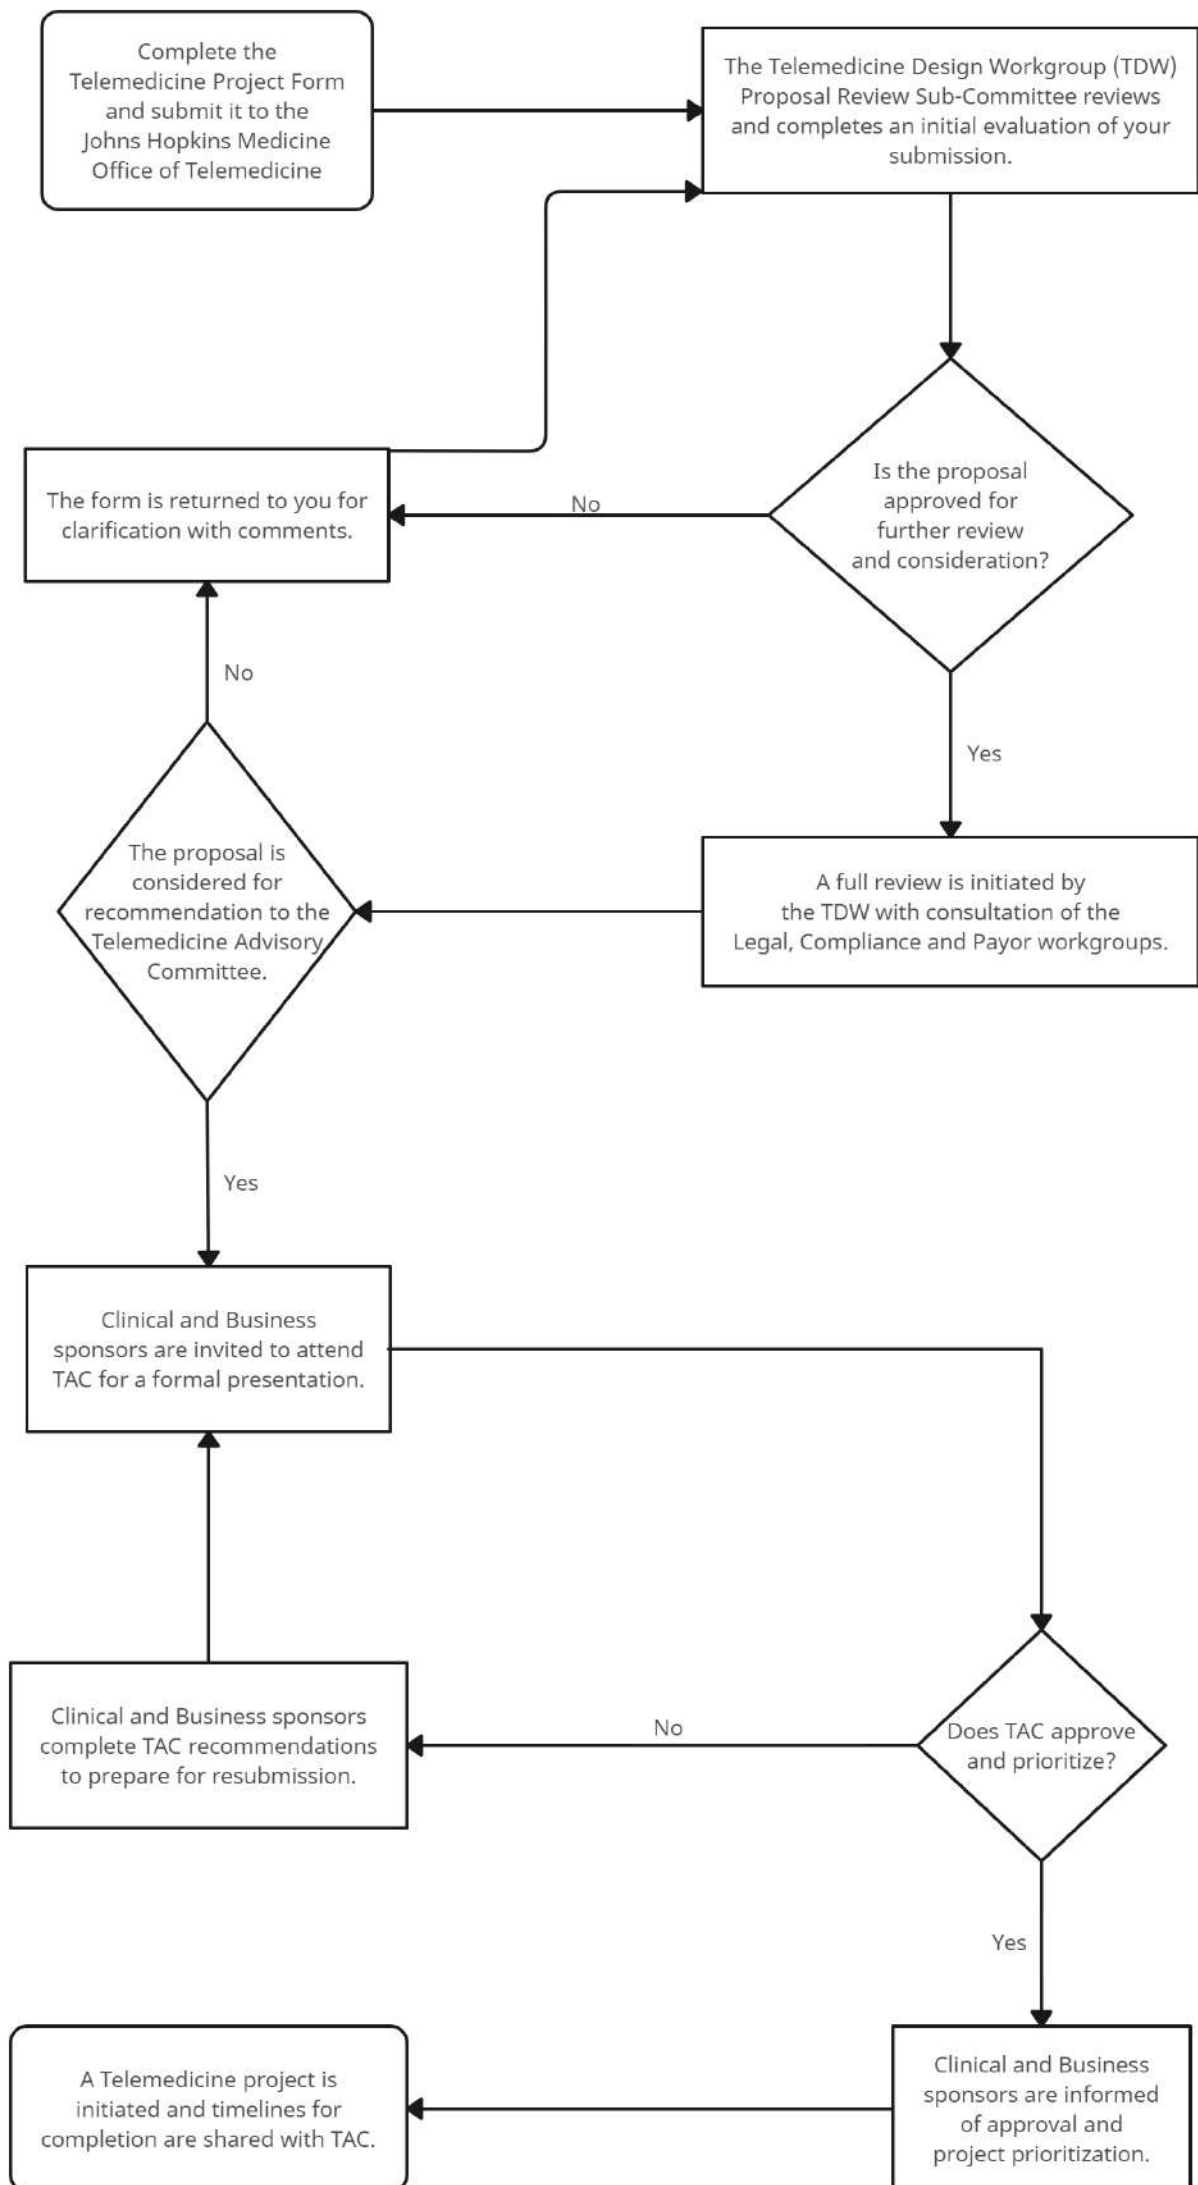 Complete the
Telemedicine Project Form
and submit it to the
Johns Hopkins Medicine
Office of Telemedicine
The Telemedicine Design Workgroup (TDW)
Proposal Review Sub-Committee reviews
and completes an initial evaluation of your
submission.
Is the proposal
approved for
further review
and consideration?
No
The form is returned to you for
clarification with comments.
No
Yes
The proposal is
considered for
recommendation to the
Telemedicine Advisory
Committee.
A full review is initiated by
the TDW with consultation of the
Legal, Compliance and Payor workgroups.
Yes
Clinical and Business
sponsors are invited to attend
TAC for a formal presentation.
Clinical and Business sponsors
complete TAC recommendations
to prepare for resubmission.
No
Does TAC approve
and prioritize?
Yes
A Telemedicine project is
initiated and timelines for
completion are shared with TAC.
Clinical and Business
sponsors are informed
of approval and
project prioritization.